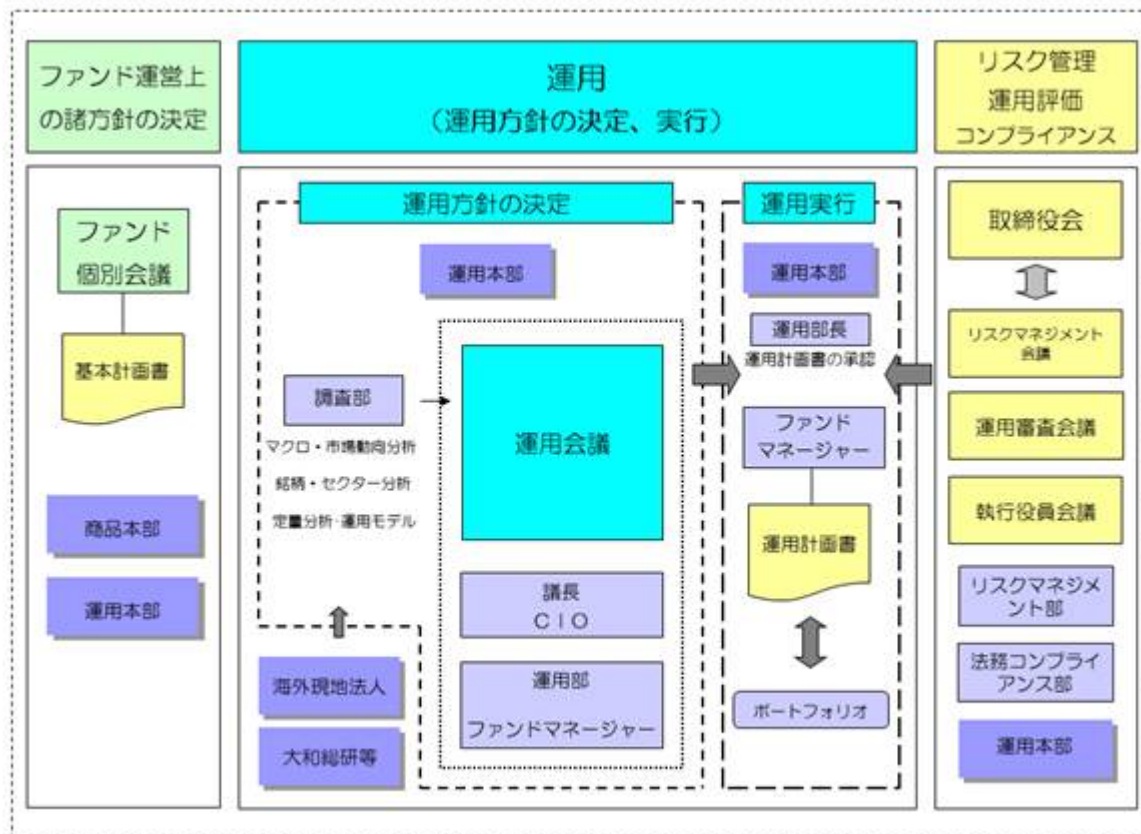 ファンド運営上
の諸方針の決定
運用
（運用方針の決定、実行）
リスク管理
運用評価
コンプライアンス
ファンド
個別会議
基本計画書
商品本部
運用本部
運用方針の決定
運用本部
調査部
マクロ・市場動向分析
銘柄・セクター分析
定量分析・運用モデル
運用会議
議長
ＣＩＯ
運用部
ファンドマネージャー
海外現地法人
大和総研等
運用実行
運用本部
運用部長
運用計画書の承認
ファンド
マネージャー
運用計画書
ポートフォリオ
取締役会
リスクマネジメント
会議
運用審査会議
執行役員会議
リスクマネジメ
ント部
法務コンプライ
アンス部
運用本部